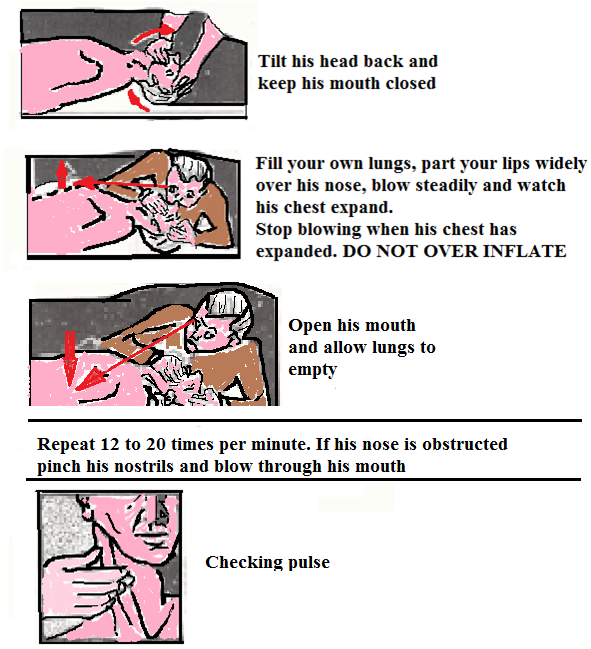 Tilt his head back and
keep his mouth closed
Fill your own lungs, part your lips widely
over his nose, blow steadily and watch
his chest expand.
Stop blowing when his chest has
expanded. DO NOT OVER INFLATE
Open his mouth
and allow lungs to
empty
Repeat 12 to 20 times per minute. If his nose is obstructed
pinch his nostrils and blow through his mouth
Checking pulse